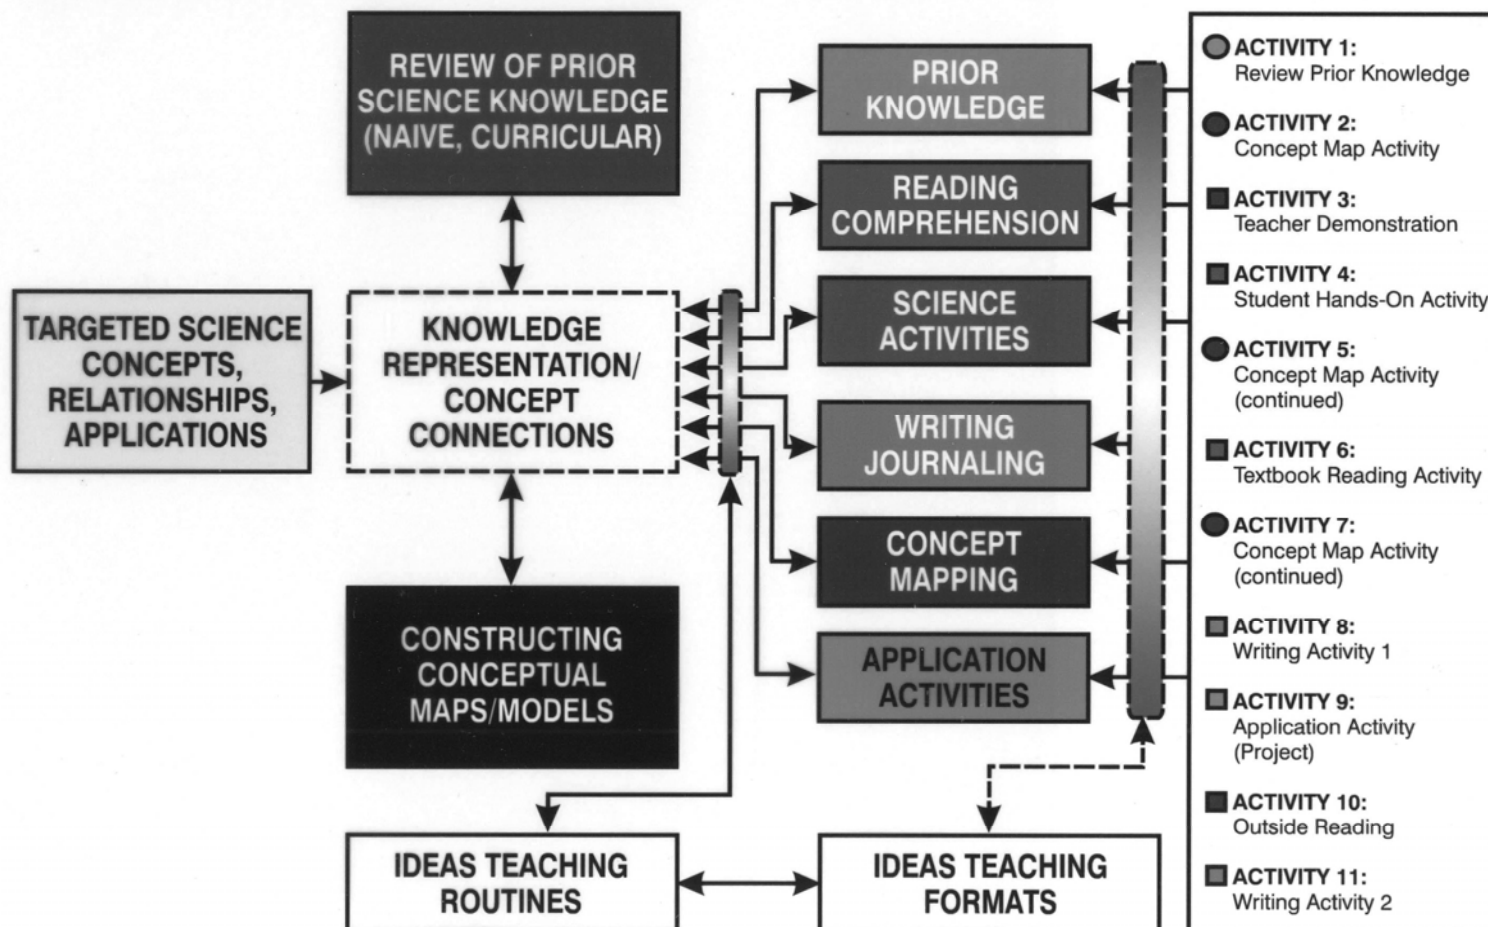 REVIEW OF PRIOR
SCIENCE KNOWLEDGE
(NAIVE, CURRICULAR)
TARGETED SCIENCE
CONCEPTS,
RELATIONSHIPS,
APPLICATIONS
KNOWLEDGE
REPRESENTATION/
CONCEPT
CONNECTIONS
CONSTRUCTING
CONCEPTUAL
MAPS/MODELS
IDEAS TEACHING
ROUTINES
PRIOR
KNOWLEDGE
READING
COMPREHENSION
SCIENCE
ACTIVITIES
WRITING
JOURNALING
CONCEPT
MAPPING
APPLICATION
ACTIVITIES
IDEAS TEACHING
FORMATS
ACTIVITY 1:
Review Prior Knowledge
ACTIVITY 2:
Concept Map Activity
ACTIVITY 3:
Teacher Demonstration
ACTIVITY 4:
Student Hands-On Activity
ACTIVITY 5:
Concept Map Activity
(continued)
ACTIVITY 6:
Textbook Reading Activity
ACTIVITY 7:
Concept Map Activity
(continued)
ACTIVITY 8:
Writing Activity 1
ACTIVITY 9:
Application Activity
(Project)
ACTIVITY 10:
Outside Reading
ACTIVITY 11:
Writing Activity 2